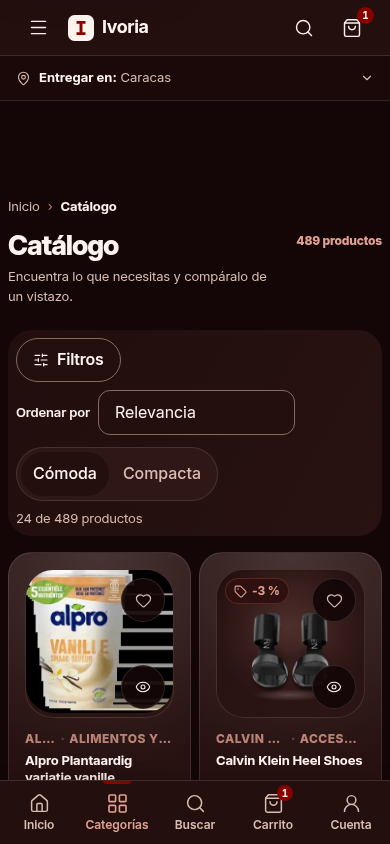 I Ivoria 1
Entregar en: Caracas
Inicio › Catálogo
Catálogo
489 productos
Encuentra lo que necesitas y compáralo de
un vistazo.
Filtros
Ordenar por Relevancia
Cómoda Compacta
24 de 489 productos
alpro
VANILLE
-3 %
AL... · ALIMENTOS Y...
Alpro Plantaardig
variatie vanille
CALVIN ... · ACCES...
Calvin Klein Heel Shoes
1
Inicio Categorías Buscar Carrito Cuenta